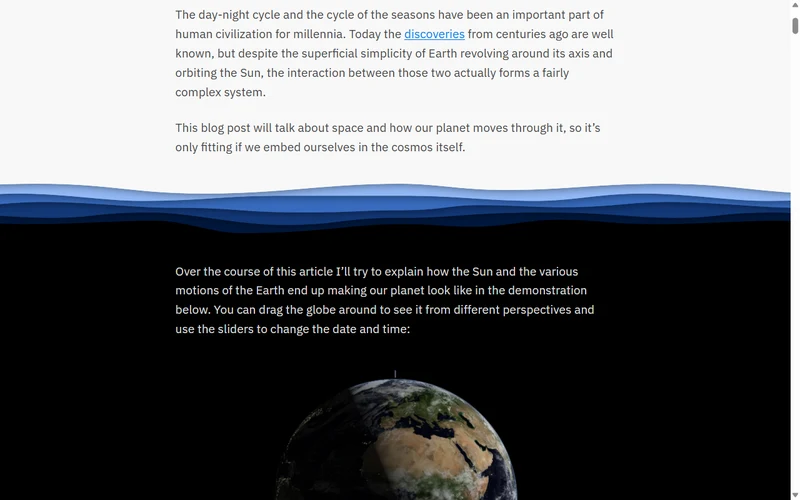 The day-night cycle and the cycle of the seasons have been an important part of
human civilization for millennia. Today the discoveries from centuries ago are well
known, but despite the superficial simplicity of Earth revolving around its axis and
orbiting the Sun, the interaction between those two actually forms a fairly
complex system.
This blog post will talk about space and how our planet moves through it, so it’s
only fitting if we embed ourselves in the cosmos itself.
Over the course of this article I’ll try to explain how the Sun and the various
motions of the Earth end up making our planet look like in the demonstration
below. You can drag the globe around to see it from different perspectives and
use the sliders to change the date and time: